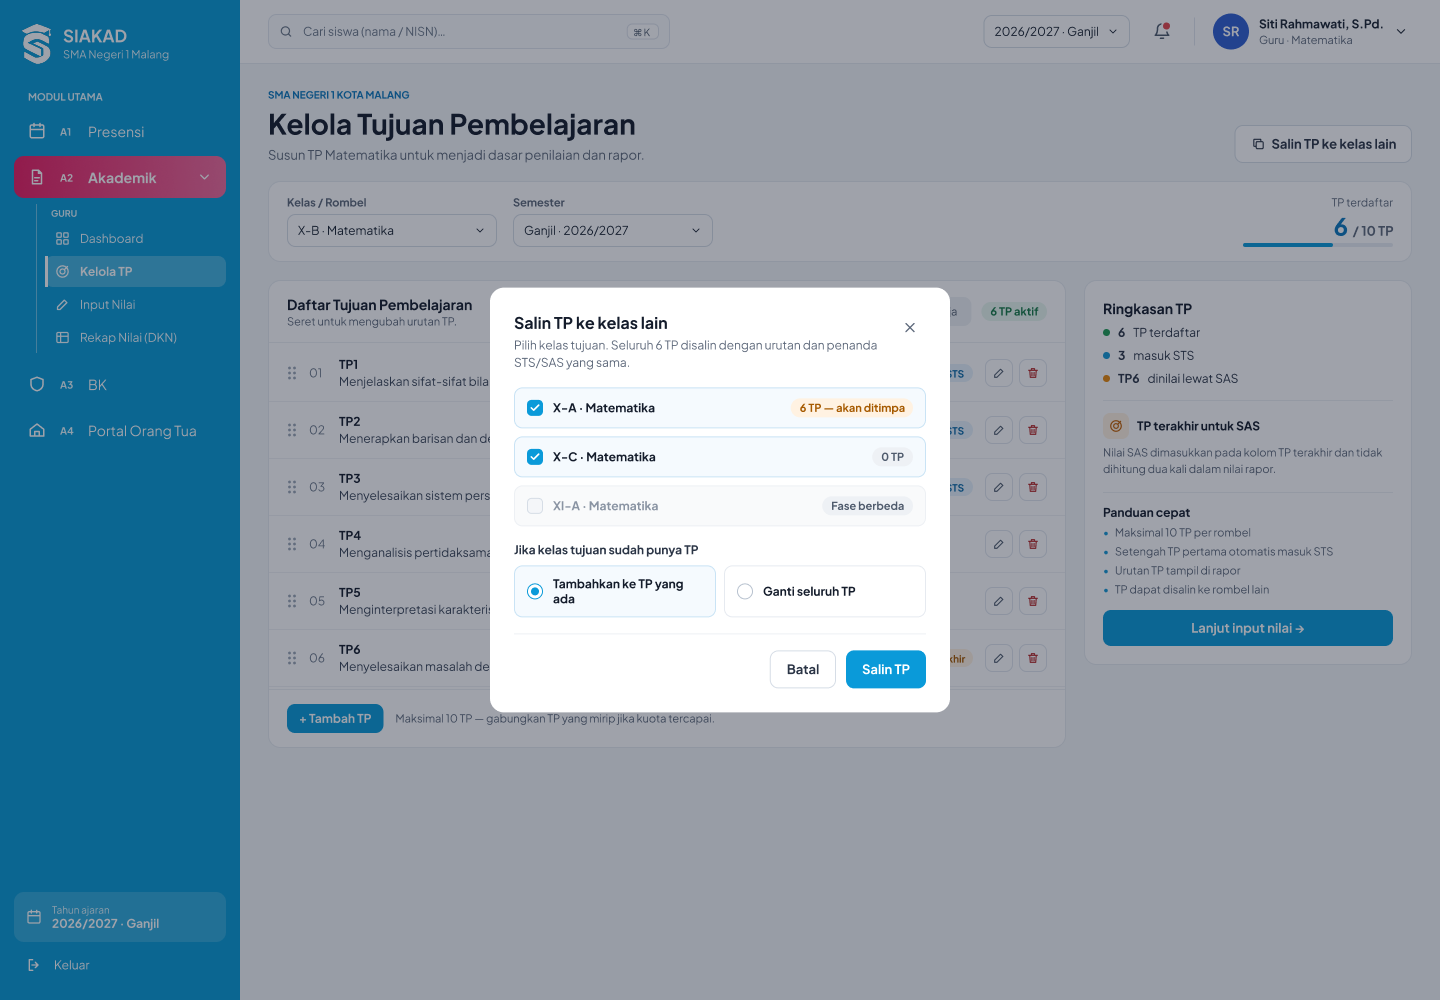 SIAKAD
SMA Negeri 1 Malang
MODUL UTAMA
A1 Presensi
A2 Akademik
GURU
Dashboard
Kelola TP
Input Nilai
Rekap Nilai (DKN)
A3 BK
A4 Portal Orang Tua
Tahun ajaran
2026/2027 · Ganjil
Keluar
Cari siswa (nama / NISN)...
⌘K
2026/2027 · Ganjil
SR
Siti Rahmawati, S.Pd.
Guru · Matematika
SMA NEGERI 1 KOTA MALANG
Kelola Tujuan Pembelajaran
Susun TP Matematika untuk menjadi dasar penilaian dan rapor.
Salin TP ke kelas lain
Kelas / Rombel
X-B · Matematika
Semester
Ganjil · 2026/2027
TP terdaftar
6 / 10 TP
Daftar Tujuan Pembelajaran
Seret untuk mengubah urutan TP.
6 TP aktif
01
TP1
Menjelaskan sifat-sifat
STS
02
TP2
Menerapkan barisan dan
STS
03
TP3
Menyelesaikan sistem
STS
04
TP4
Menganalisis
05
TP5
Menginterpretasi
06
TP6
Menyelesaikan masalah
+ Tambah TP
Maksimal 10 TP — gabungkan TP yang mirip jika kuota tercapai.
Salin TP ke kelas lain
Pilih kelas tujuan. Seluruh 6 TP disalin dengan urutan dan penanda
STS/SAS yang sama.
X-A · Matematika
6 TP — akan ditimpa
X-C · Matematika
0 TP
XI-A · Matematika
Fase berbeda
Jika kelas tujuan sudah punya TP
Tambahkan ke TP yang
ada
Ganti seluruh TP
Batal
Salin TP
Ringkasan TP
6 TP terdaftar
3 masuk STS
TP6 dinilai lewat SAS
TP terakhir untuk SAS
Nilai SAS dimasukkan pada kolom TP terakhir dan tidak
dihitung dua kali dalam nilai rapor.
Panduan cepat
• Maksimal 10 TP per rombel
• Setengah TP pertama otomatis masuk STS
• Urutan TP tampil di rapor
• TP dapat disalin ke rombel lain
Lanjut input nilai →